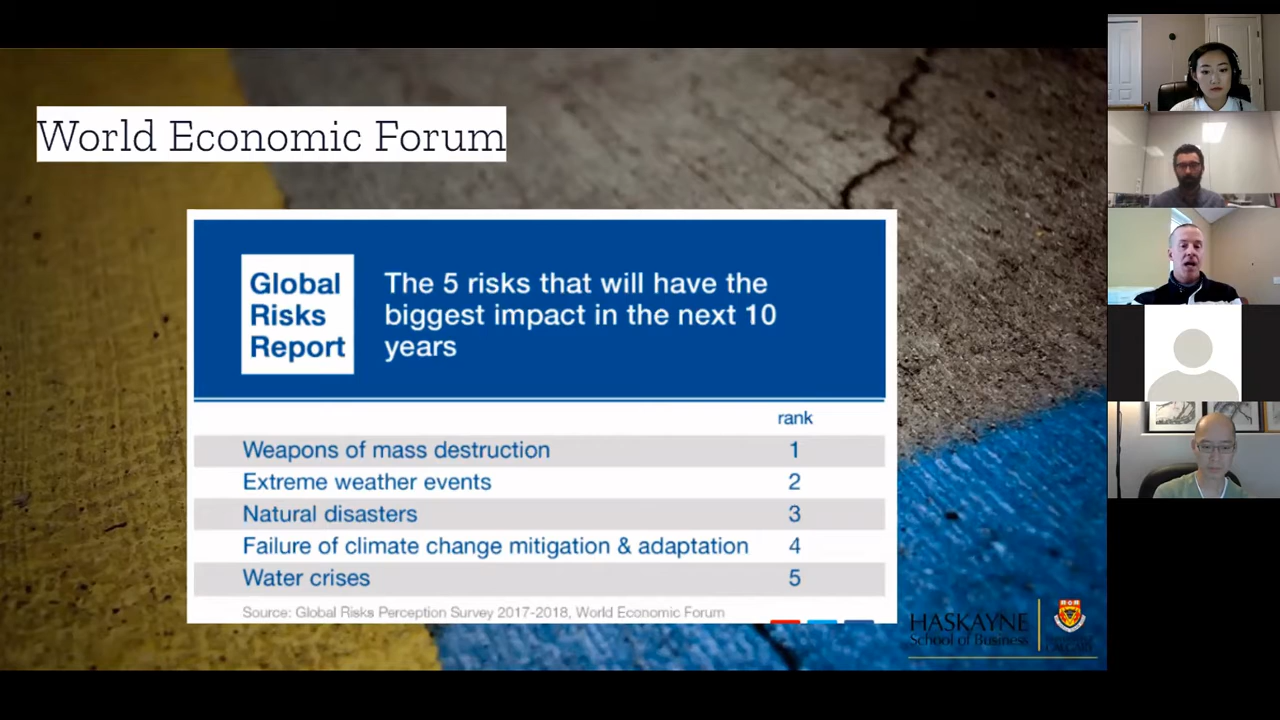 World Economic Forum
Global
Risks
Report
The 5 risks that will have the
biggest impact in the next 10
years
rank
Weapons of mass destruction 1
Extreme weather events 2
Natural disasters 3
Failure of climate change mitigation & adaptation 4
Water crises 5
Source: Global Risks Perception Survey 2017-2018, World Economic Forum
HASKAYNE
School of Business